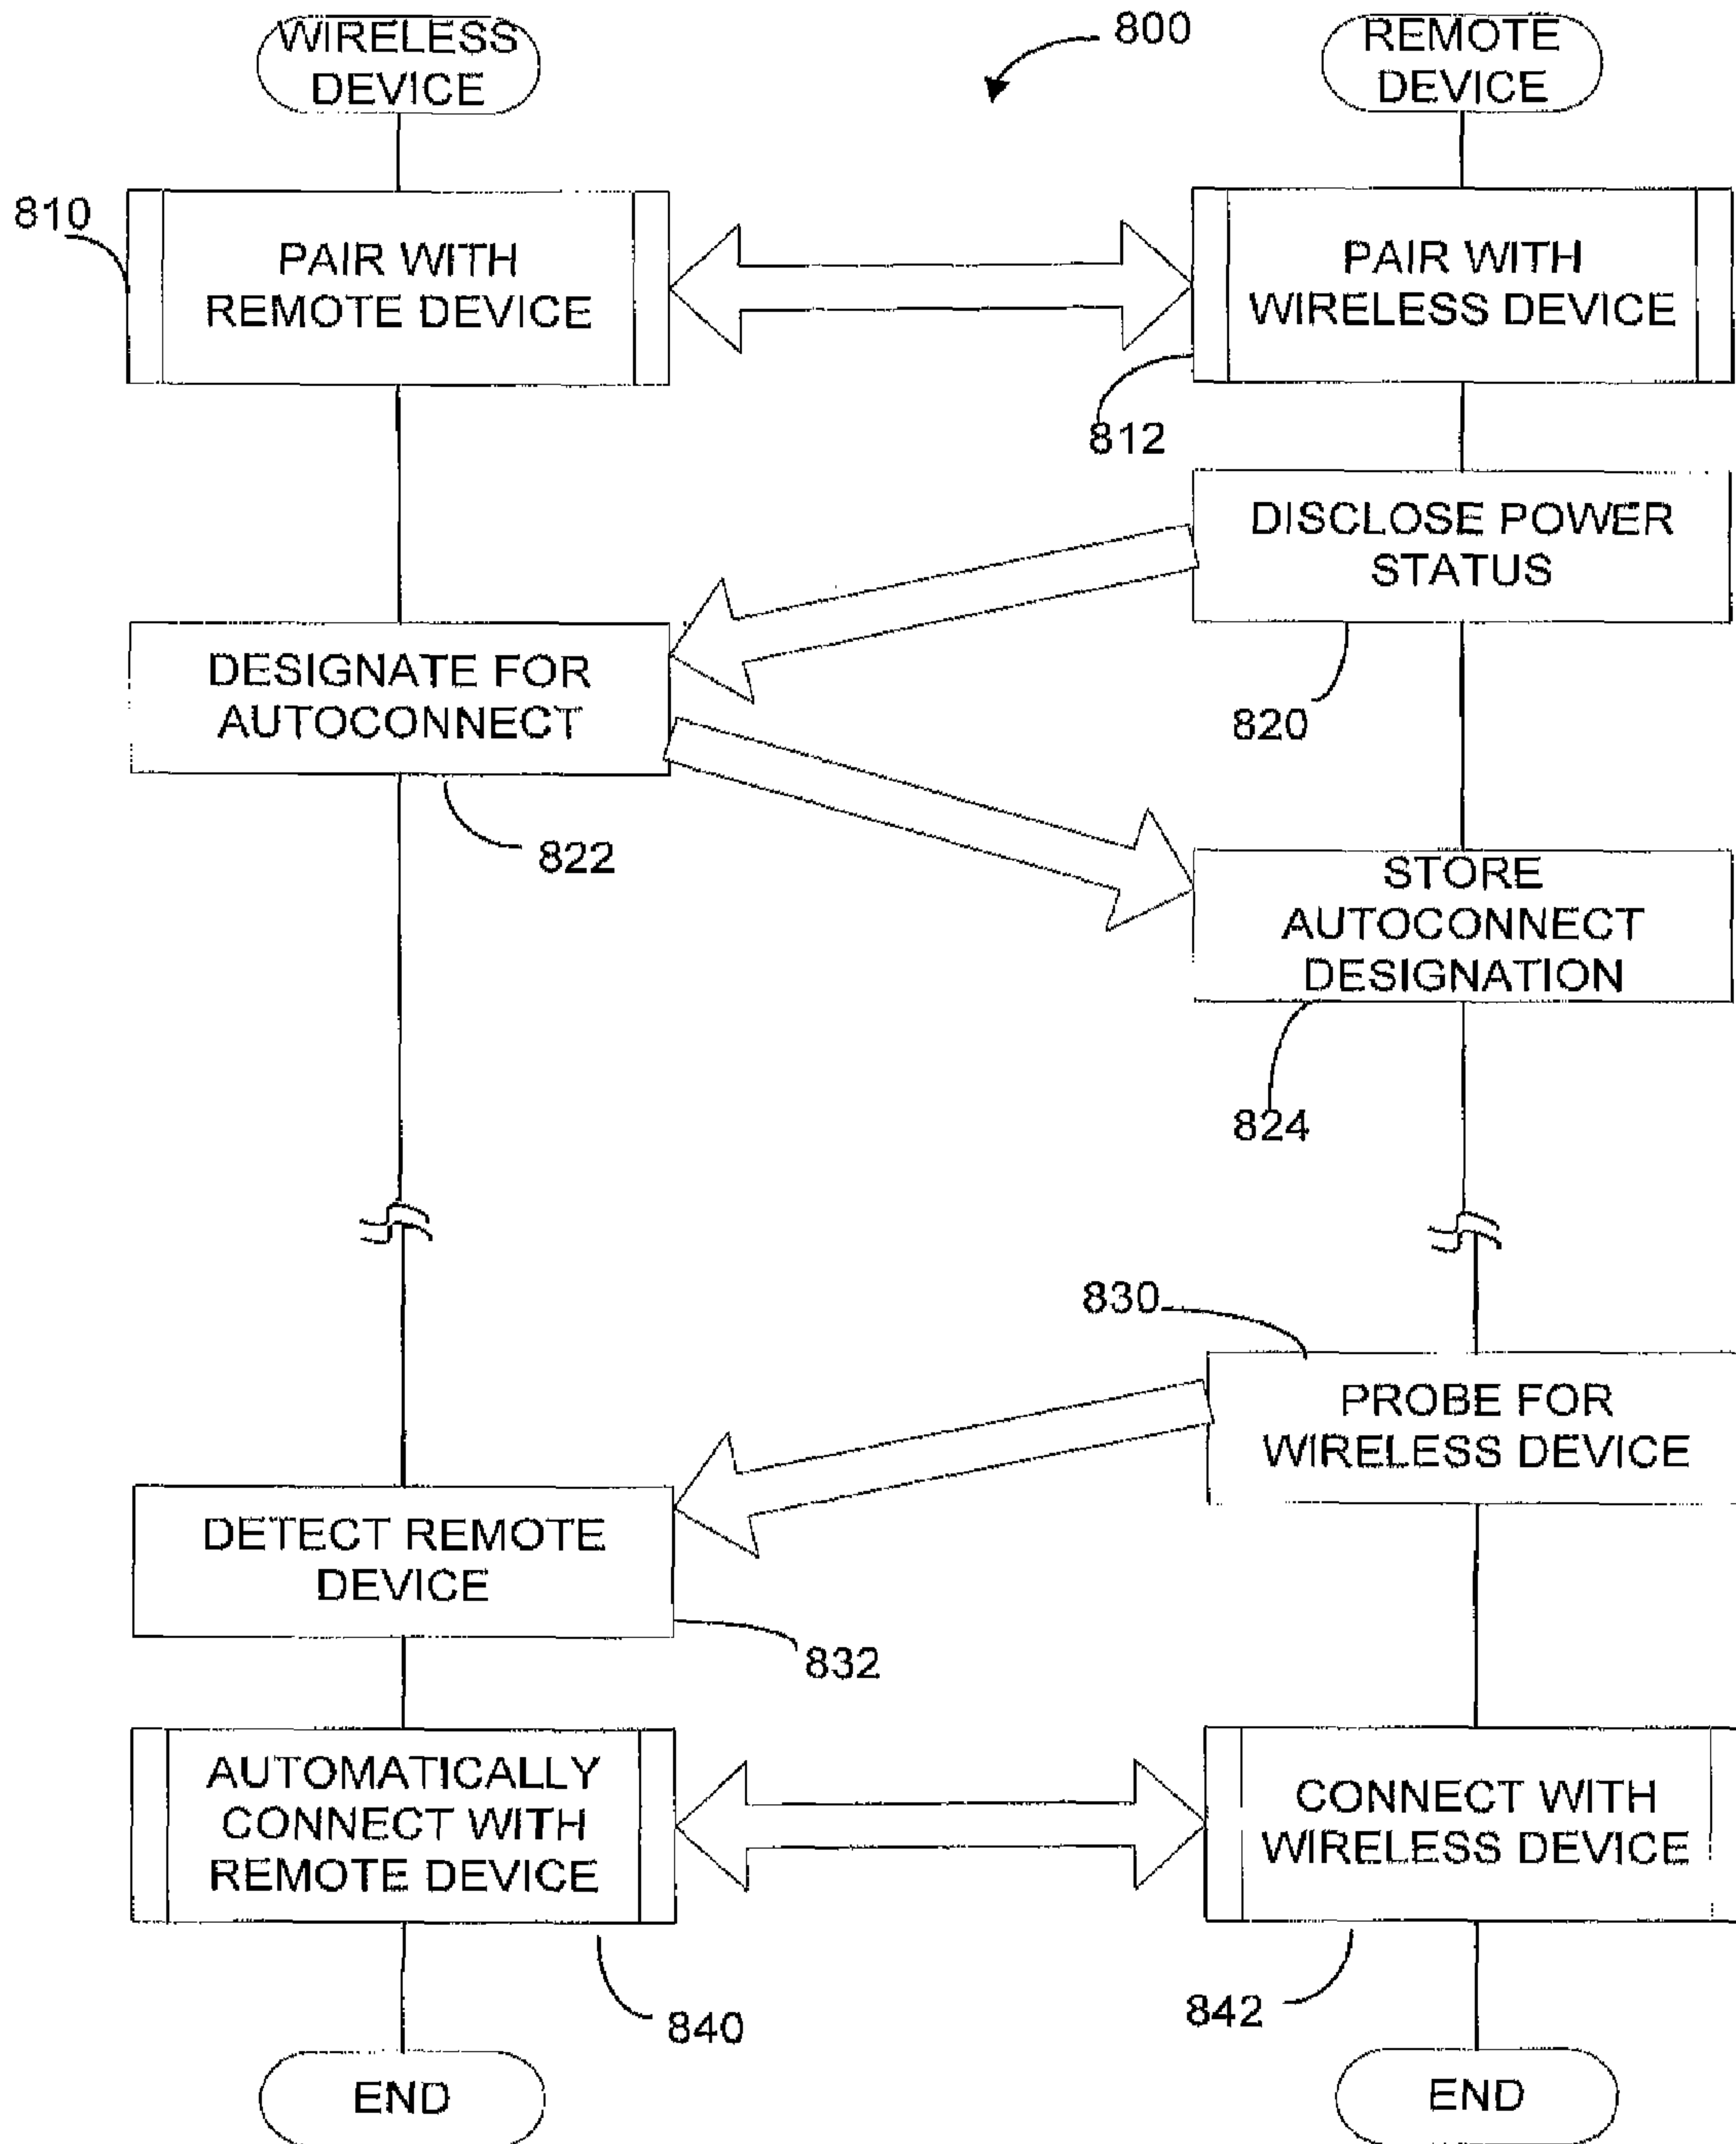 WIRELESS
DEVICE
800
REMOTE
DEVICE
810
PAIR WITH
REMOTE DEVICE
PAIR WITH
WIRELESS DEVICE
812
DISCLOSE POWER
STATUS
820
DESIGNATE FOR
AUTOCONNECT
822
STORE
AUTOCONNECT
DESIGNATION
824
830
PROBE FOR
WIRELESS DEVICE
DETECT REMOTE
DEVICE
832
AUTOMATICALLY
CONNECT WITH
REMOTE DEVICE
840
CONNECT WITH
WIRELESS DEVICE
842
END
END